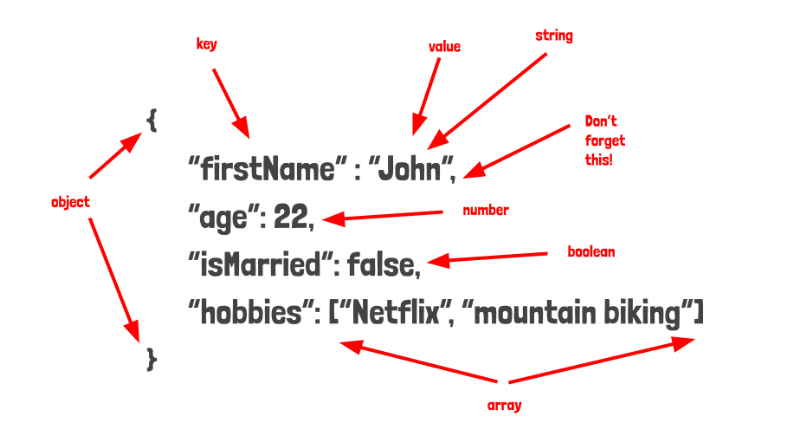 key
value
string
{
Don't
forget
this!
"firstName" : "John",
object
"age": 22,
number
"isMarried": false,
boolean
"hobbies": ["Netflix", "mountain biking"]
}
array